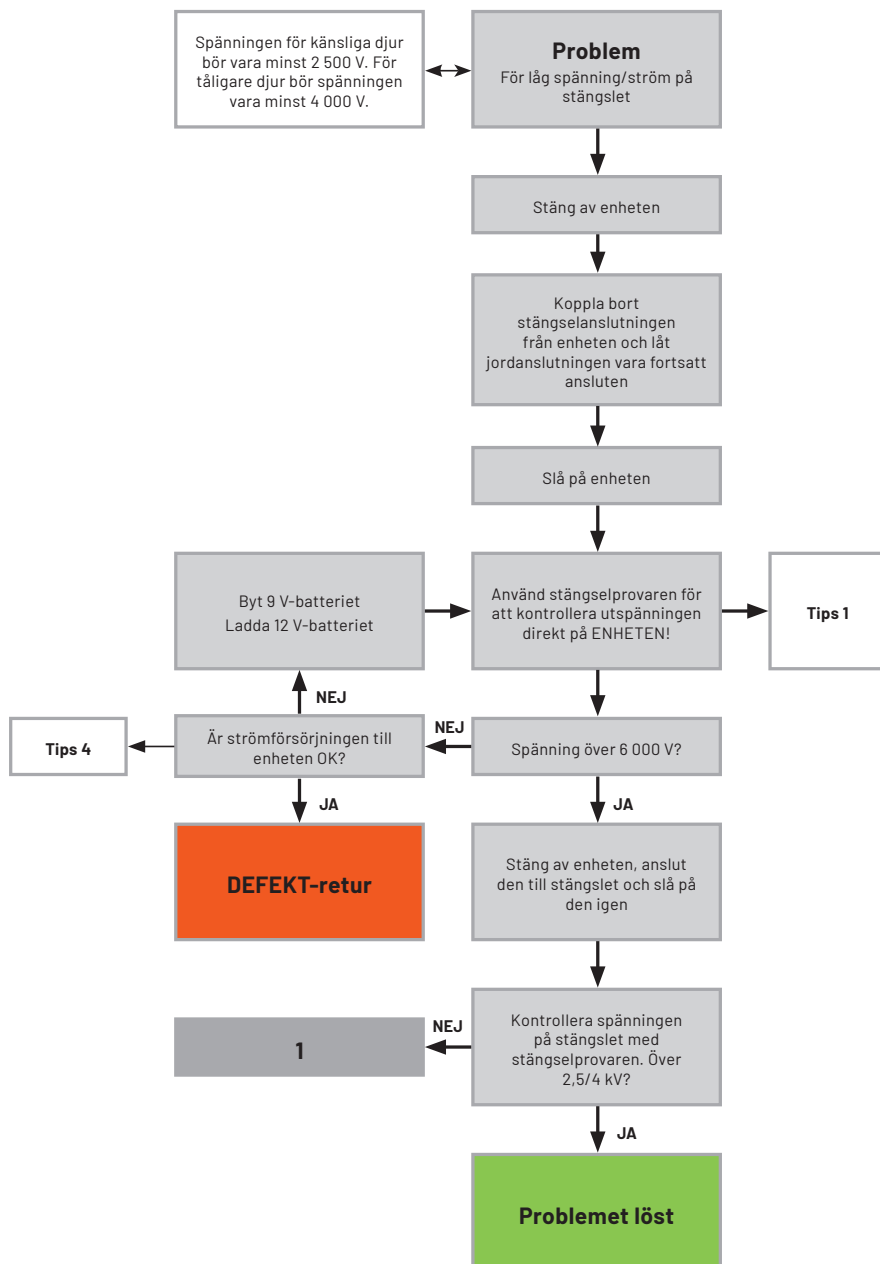 Spänningen för känsliga djur
bör vara minst 2 500 V. För
tåligare djur bör spänningen
vara minst 4 000 V.
Problem
För låg spänning/ström på
stängslet
Stäng av enheten
Koppla bort
stängselanslutningen
från enheten och låt
jordanslutningen vara fortsatt
ansluten
Slå på enheten
Byt 9 V-batteriet
Ladda 12 V-batteriet
Använd stängselprovaren för
att kontrollera utspänningen
direkt på ENHETEN!
Tips 1
NEJ
Tips 4
Är strömförsörjningen till
enheten OK?
NEJ
Spänning över 6 000 V?
JA
JA
DEFEKT-retur
Stäng av enheten, anslut
den till stängslet och slå på
den igen
1
NEJ
Kontrollera spänningen
på stängslet med
stängselprovaren. Över
2,5/4 kV?
JA
Problemet löst